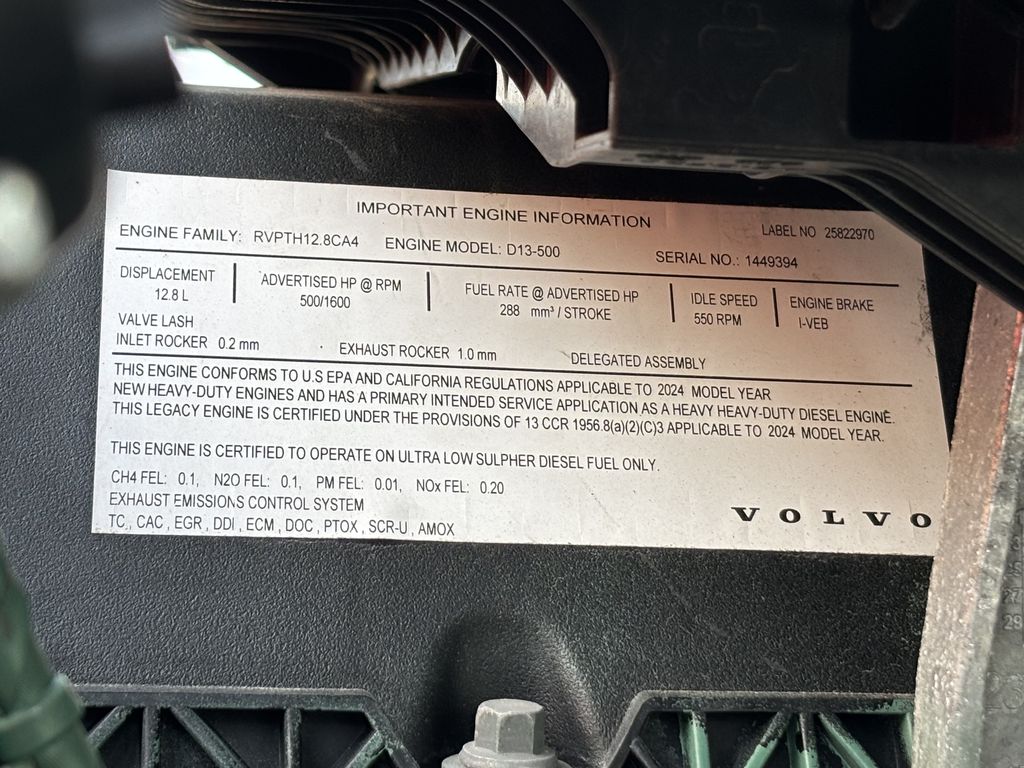 IMPORTANT ENGINE INFORMATION
LABEL NO 25822970
ENGINE FAMILY: RVPTH12.8CA4 ENGINE MODEL: D13-500 SERIAL NO.: 1449394
DISPLACEMENT
12.8 L
ADVERTISED HP @ RPM
500/1600
FUEL RATE @ ADVERTISED HP
288 mm³ / STROKE
IDLE SPEED
550 RPM
ENGINE BRAKE
I-VEB
VALVE LASH
INLET ROCKER 0.2 mm · EXHAUST ROCKER 1.0 mm DELEGATED ASSEMBLY
THIS ENGINE CONFORMS TO U.S EPA AND CALIFORNIA REGULATIONS APPLICABLE TO 2024 MODEL YEAR
NEW HEAVY-DUTY ENGINES AND HAS A PRIMARY INTENDED SERVICE APPLICATION AS A HEAVY HEAVY-DUTY DIESEL ENGINE.
THIS LEGACY ENGINE IS CERTIFIED UNDER THE PROVISIONS OF 13 CCR 1956.8(a)(2)(C)3 APPLICABLE TO 2024 MODEL YEAR.
THIS ENGINE IS CERTIFIED TO OPERATE ON ULTRA LOW SULPHER DIESEL FUEL ONLY.
CH4 FEL: 0.1, N2O FEL: 0.1, PM FEL: 0.01, NOx FEL: 0.20
EXHAUST EMISSIONS CONTROL SYSTEM
TC , CAC , EGR , DDI , ECM , DOC , PTOX , SCR-U , AMOX
VOLVO